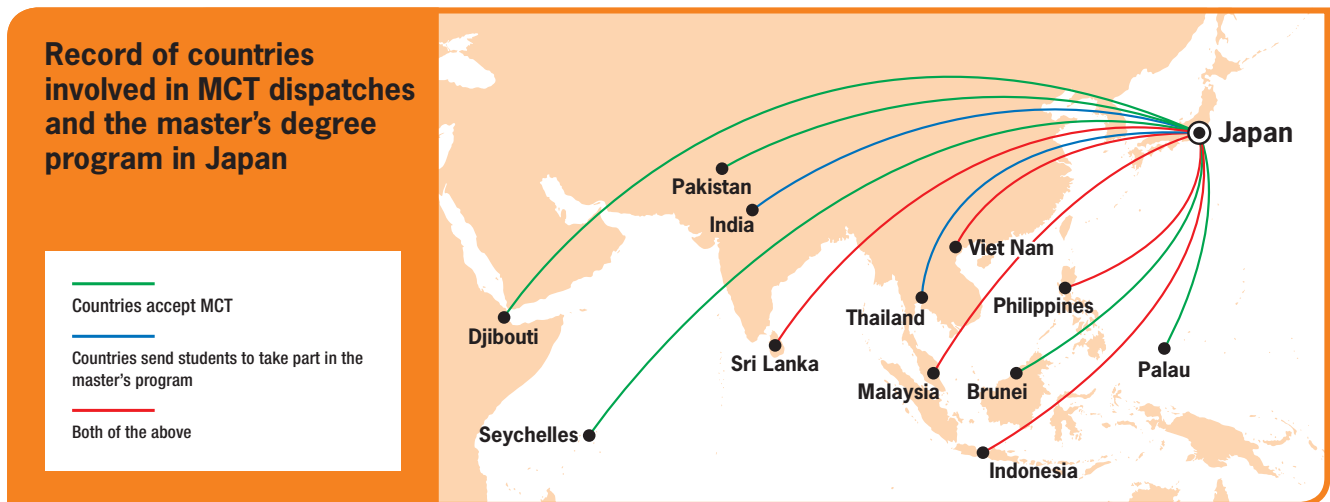 Record of countries
involved in MCT dispatches
and the master's degree
program in Japan
Countries accept MCT
Countries send students to take part in the
master's program
Both of the above
Japan
Pakistan
India
Viet Nam
Thailand
Philippines
Djibouti
Sri Lanka
Malaysia
Brunei
Palau
Seychelles
Indonesia